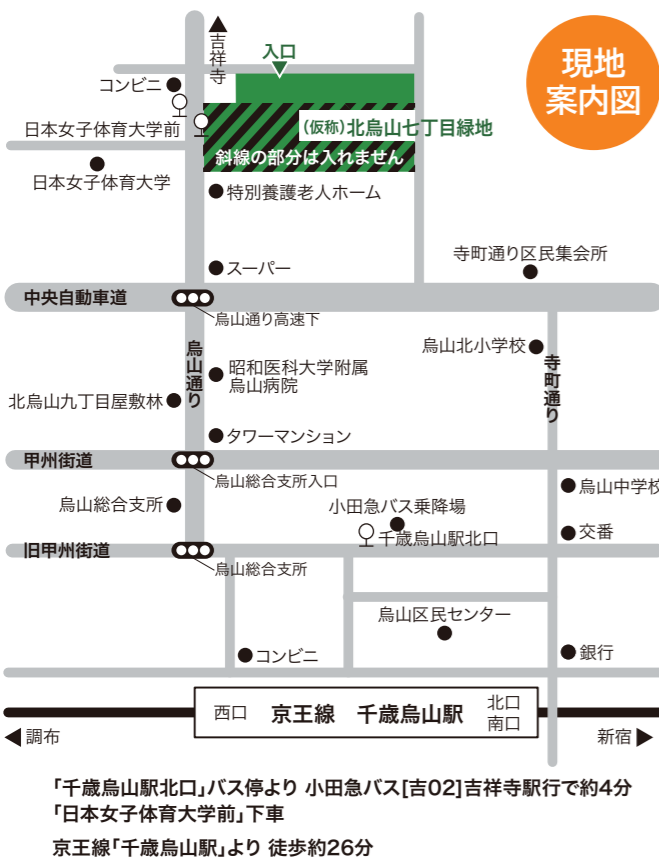 現地
案内図
吉祥寺
入口
コンビニ
日本女子体育大学前
(仮称)北烏山七丁目緑地
斜線の部分は入れません
日本女子体育大学
特別養護老人ホーム
スーパー
寺町通り区民集会所
中央自動車道
烏山通り高速下
烏山通り
烏山北小学校
寺町通り
昭和医科大学附属
烏山病院
北烏山九丁目屋敷林
タワーマンション
甲州街道
烏山総合支所入口
烏山総合支所
小田急バス乗降場
烏山中学校
千歳烏山駅北口
交番
旧甲州街道
烏山総合支所
烏山区民センター
コンビニ
銀行
西口 京王線 千歳烏山駅 北口
南口
調布
新宿
「千歳烏山駅北口」バス停より 小田急バス[吉02]吉祥寺駅行で約4分
「日本女子体育大学前」下車
京王線「千歳烏山駅」より 徒歩約26分